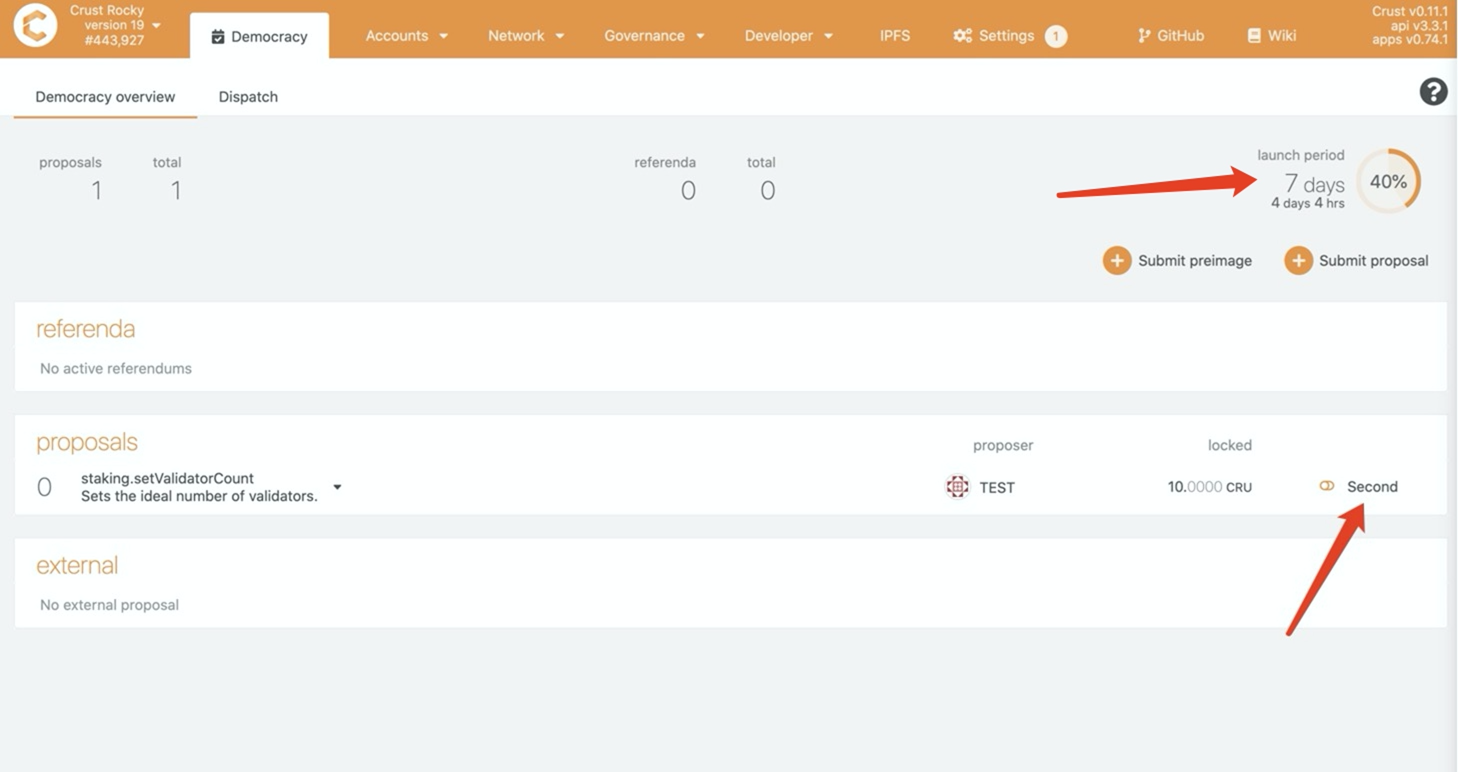 Crust Rocky
version 19
#443,927
Democracy
Accounts
Network
Governance
Developer
IPFS
Settings
1
GitHub
Wiki
Crust v0.11.1
api v3.3.1
apps v0.74.1
Democracy overview
Dispatch
?
proposals
1
total
1
referenda
0
total
0
launch period
7 days
4 days 4 hrs
40%
Submit preimage
Submit proposal
referenda
No active referendums
proposals
proposer
locked
0
staking.setValidatorCount
Sets the ideal number of validators.
TEST
10.0000 CRU
Second
external
No external proposal